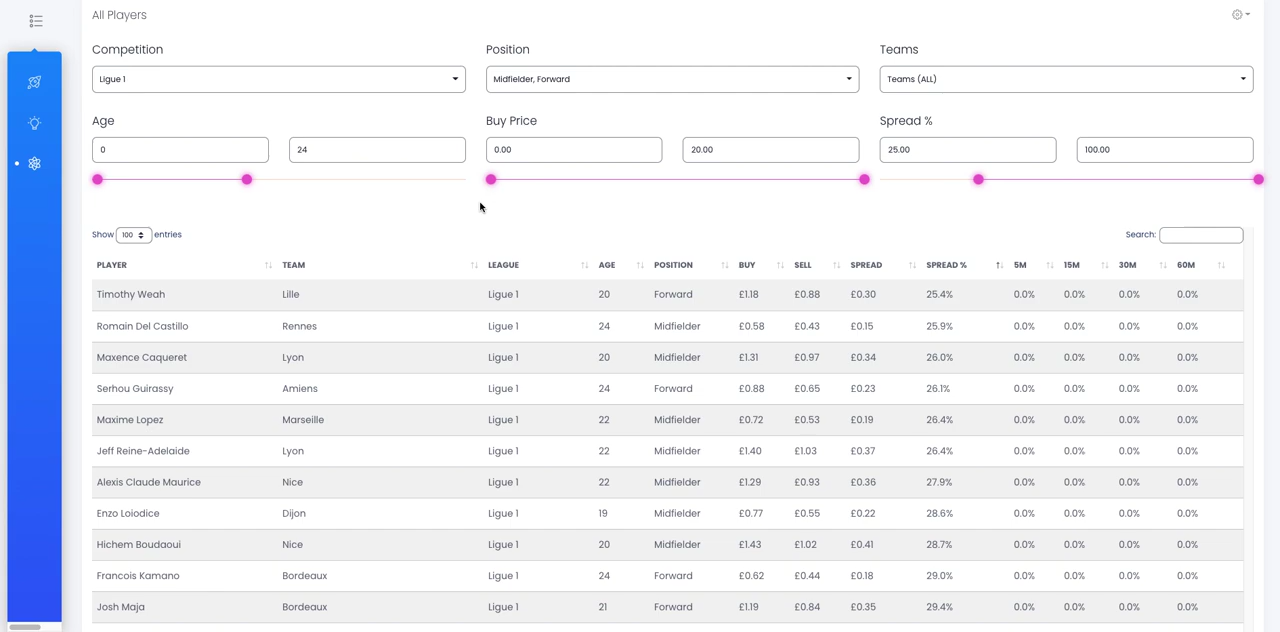 All Players
Competition Position Teams
Ligue 1 Midfielder, Forward Teams (ALL)
Age Buy Price Spread %
0 24 0.00 20.00 25.00 100.00
Show 100 entries Search:
PLAYER TEAM LEAGUE AGE POSITION BUY SELL SPREAD SPREAD % 5M 15M 30M 60M
Timothy Weah Lille Ligue 1 20 Forward £1.18 £0.88 £0.30 25.4% 0.0% 0.0% 0.0% 0.0%
Romain Del Castillo Rennes Ligue 1 24 Midfielder £0.58 £0.43 £0.15 25.9% 0.0% 0.0% 0.0% 0.0%
Maxence Caqueret Lyon Ligue 1 20 Midfielder £1.31 £0.97 £0.34 26.0% 0.0% 0.0% 0.0% 0.0%
Serhou Guirassy Amiens Ligue 1 24 Forward £0.88 £0.65 £0.23 26.1% 0.0% 0.0% 0.0% 0.0%
Maxime Lopez Marseille Ligue 1 22 Midfielder £0.72 £0.53 £0.19 26.4% 0.0% 0.0% 0.0% 0.0%
Jeff Reine-Adelaide Lyon Ligue 1 22 Midfielder £1.40 £1.03 £0.37 26.4% 0.0% 0.0% 0.0% 0.0%
Alexis Claude Maurice Nice Ligue 1 22 Midfielder £1.29 £0.93 £0.36 27.9% 0.0% 0.0% 0.0% 0.0%
Enzo Loiodice Dijon Ligue 1 19 Midfielder £0.77 £0.55 £0.22 28.6% 0.0% 0.0% 0.0% 0.0%
Hichem Boudaoui Nice Ligue 1 20 Midfielder £1.43 £1.02 £0.41 28.7% 0.0% 0.0% 0.0% 0.0%
Francois Kamano Bordeaux Ligue 1 24 Forward £0.62 £0.44 £0.18 29.0% 0.0% 0.0% 0.0% 0.0%
Josh Maja Bordeaux Ligue 1 21 Forward £1.19 £0.84 £0.35 29.4% 0.0% 0.0% 0.0% 0.0%